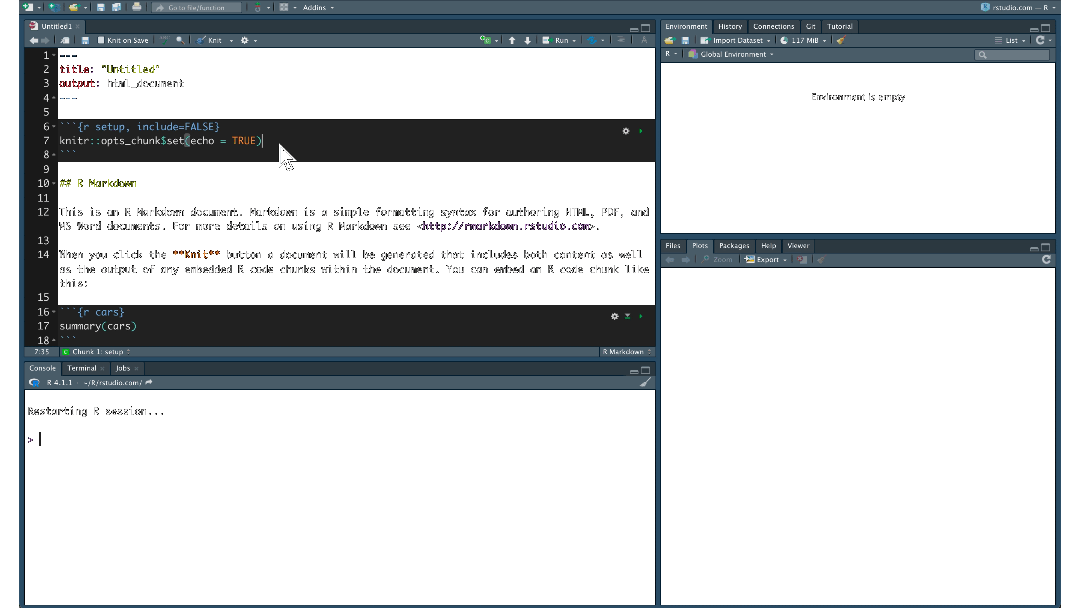 Go to file/function
Addins
rstudio.com — R
Untitled1
Knit on Save
Knit
Run
1 ---
2 title: "Untitled"
3 output: html_document
4 ---
5
6 ```{r setup, include=FALSE}
7 knitr::opts_chunk$set(echo = TRUE)
8 ```
9
10 ## R Markdown
11
12 This is an R Markdown document. Markdown is a simple formatting syntax for authoring HTML, PDF, and
MS Word documents. For more details on using R Markdown see <http://rmarkdown.rstudio.com>.
13
14 When you click the **Knit** button a document will be generated that includes both content as well
as the output of any embedded R code chunks within the document. You can embed an R code chunk like
this:
15
16 ```{r cars}
17 summary(cars)
18 ```
7:35 Chunk 1: setup R Markdown
Console Terminal Jobs
R 4.1.1 · ~/R/rstudio.com/
Restarting R session...
>
Environment History Connections Git Tutorial
Import Dataset 117 MiB List
R Global Environment
Environment is empty
Files Plots Packages Help Viewer
Zoom Export